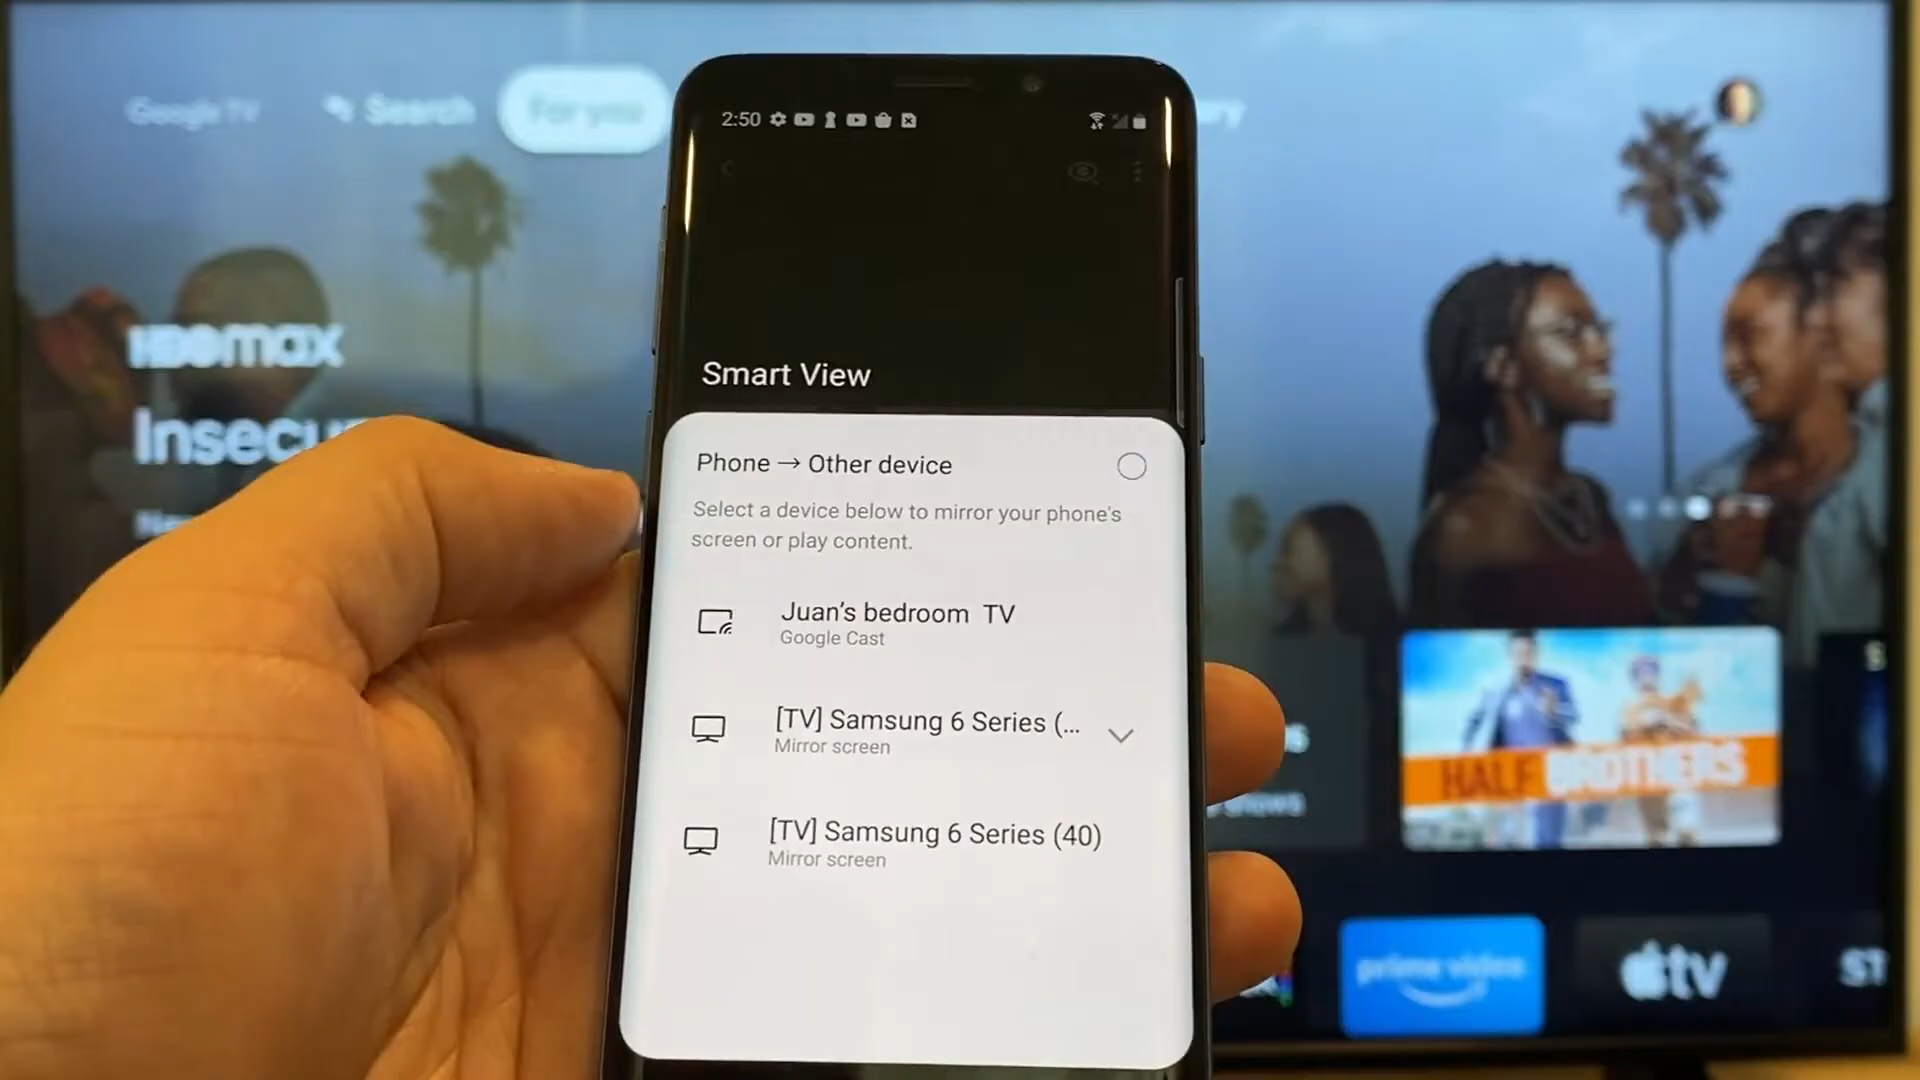 Google TV
Search
For you
2:50
HBOmax
Insecu
Smart View
Phone → Other device
Select a device below to mirror your phone's
screen or play content.
Juan's bedroom TV
Google Cast
[TV] Samsung 6 Series (...
Mirror screen
[TV] Samsung 6 Series (40)
Mirror screen
HALF BROTHERS
prime video
tv
ST